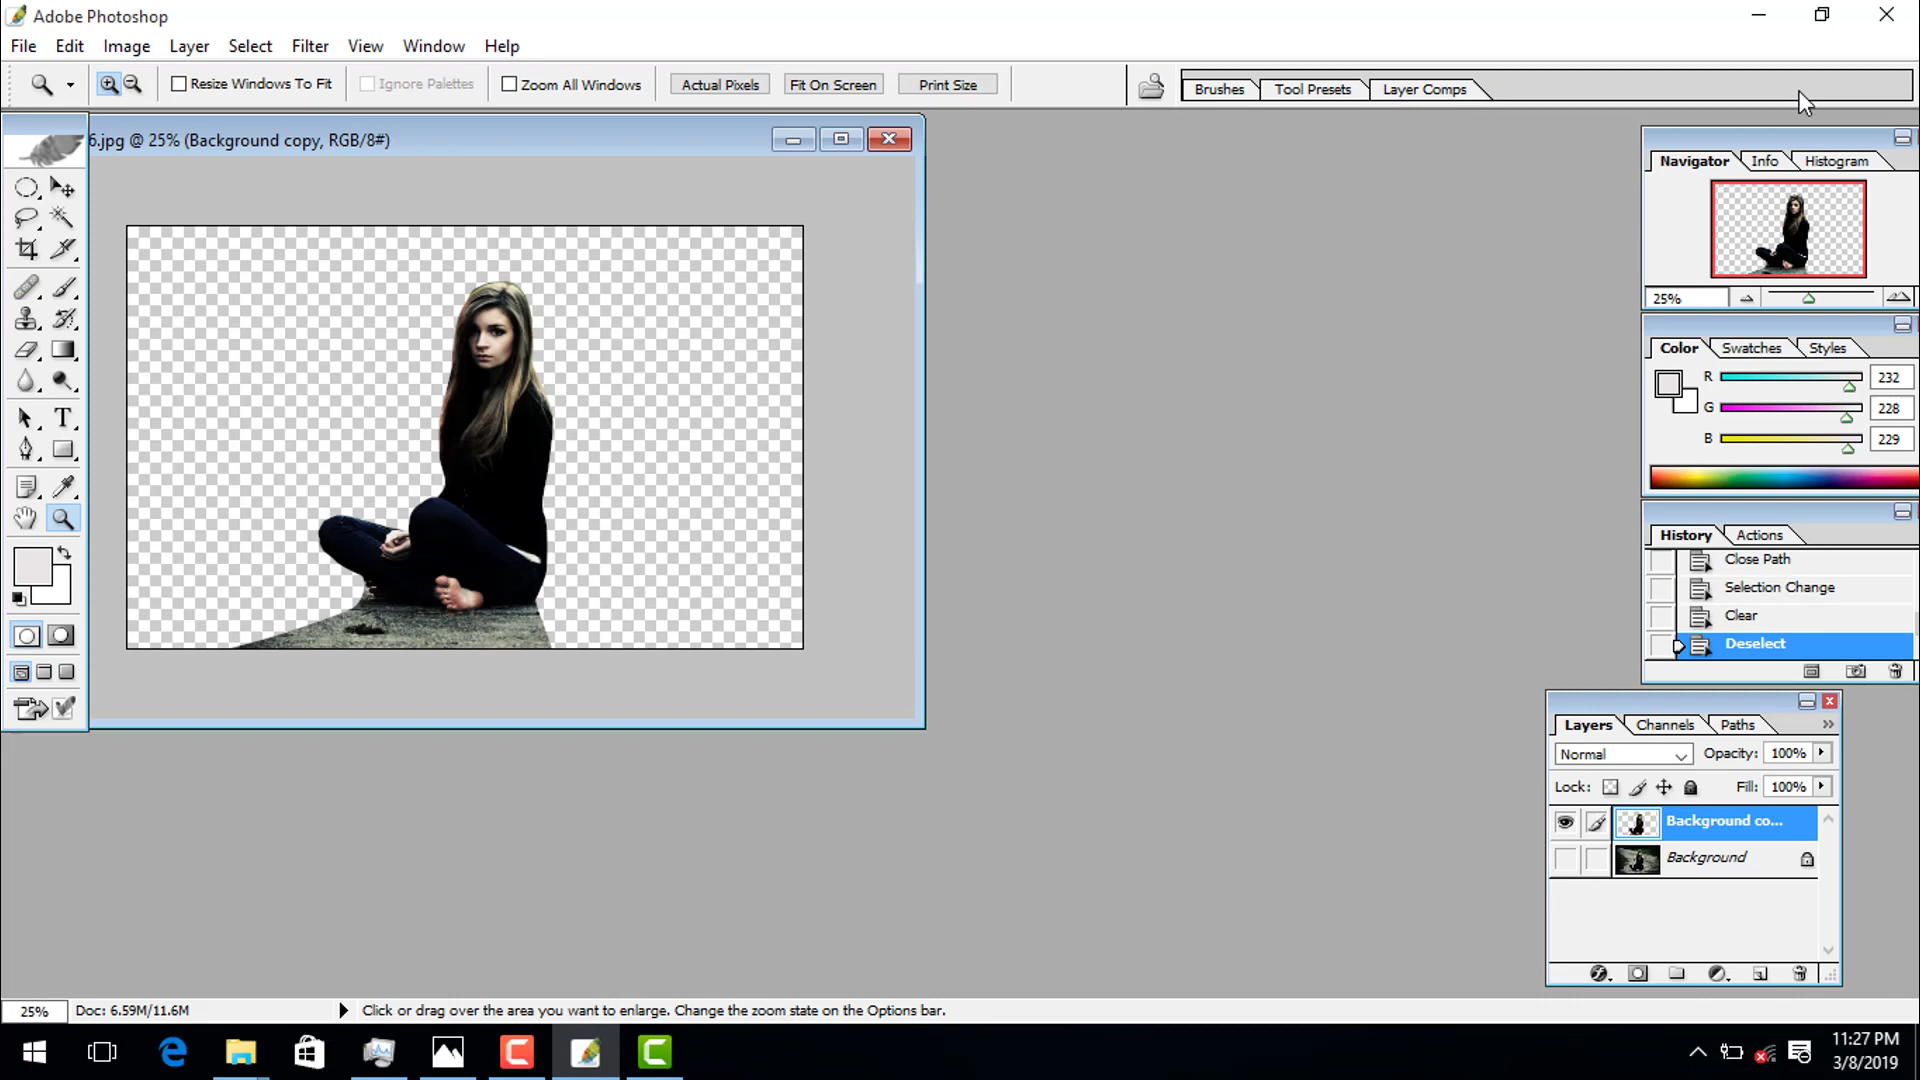 Adobe Photoshop
File Edit Image Layer Select Filter View Window Help
Resize Windows To Fit Ignore Palettes Zoom All Windows Actual Pixels Fit On Screen Print Size Brushes Tool Presets Layer Comps
6.jpg @ 25% (Background copy, RGB/8#)
Navigator Info Histogram
25%
Color Swatches Styles
R 232
G 228
B 229
T
History Actions
Close Path
Selection Change
Clear
Deselect
Layers Channels Paths
Normal Opacity: 100%
Lock: Fill: 100%
Background co...
Background
25% Doc: 6.59M/11.6M Click or drag over the area you want to enlarge. Change the zoom state on the Options bar.
11:27 PM
3/8/2019